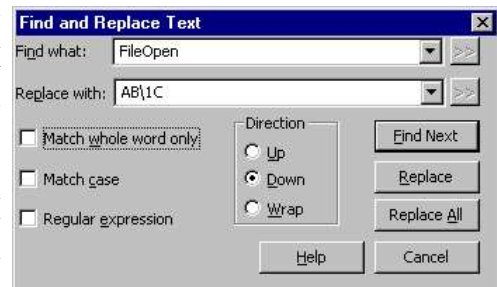 Find and Replace Text
Find what: FileOpen >>
Replace with: AB\1C >>
Match whole word only
Match case
Regular expression
Direction
Up
Down
Wrap
Find Next
Replace
Replace All
Help Cancel